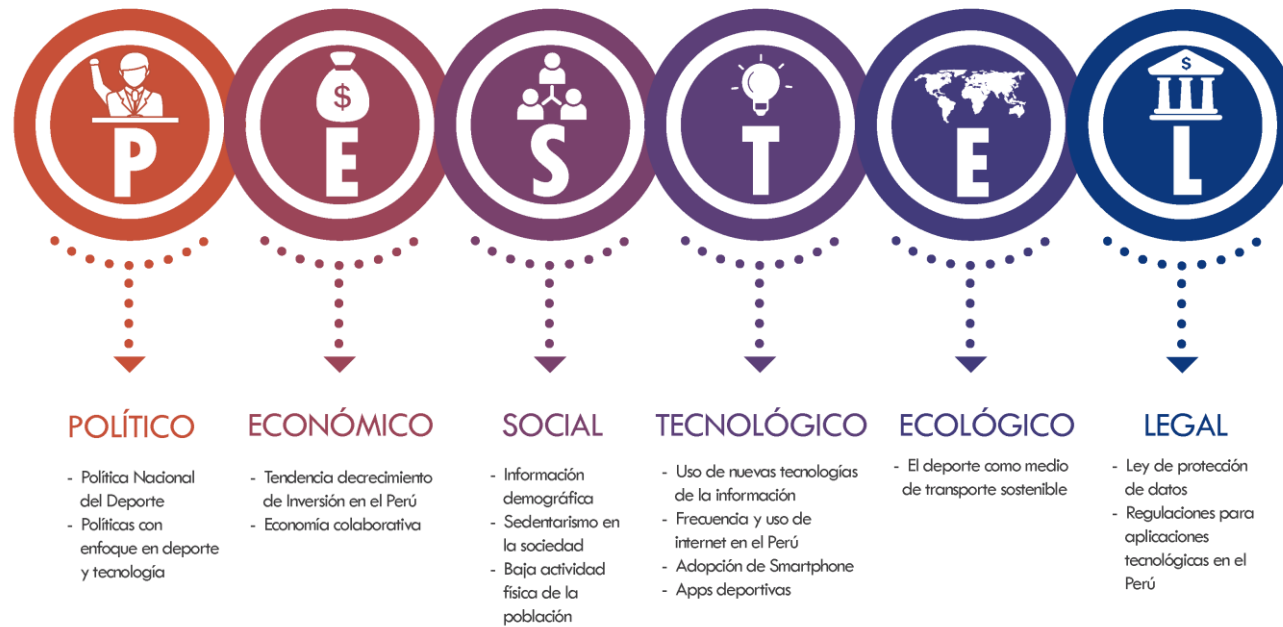 $
$
P
E
S
T
E
L
POLÍTICO
- Política Nacional
del Deporte
- Políticas con
enfoque en deporte
y tecnología
ECONÓMICO
- Tendencia decrecimiento
de Inversión en el Perú
- Economía colaborativa
SOCIAL
- Información
demográfica
- Sedentarismo en
la sociedad
- Baja actividad
física de la
población
TECNOLÓGICO
- Uso de nuevas tecnologías
de la información
- Frecuencia y uso de
internet en el Perú
- Adopción de Smartphone
- Apps deportivas
ECOLÓGICO
- El deporte como medio
de transporte sostenible
LEGAL
- Ley de protección
de datos
- Regulaciones para
aplicaciones
tecnológicas en el
Perú